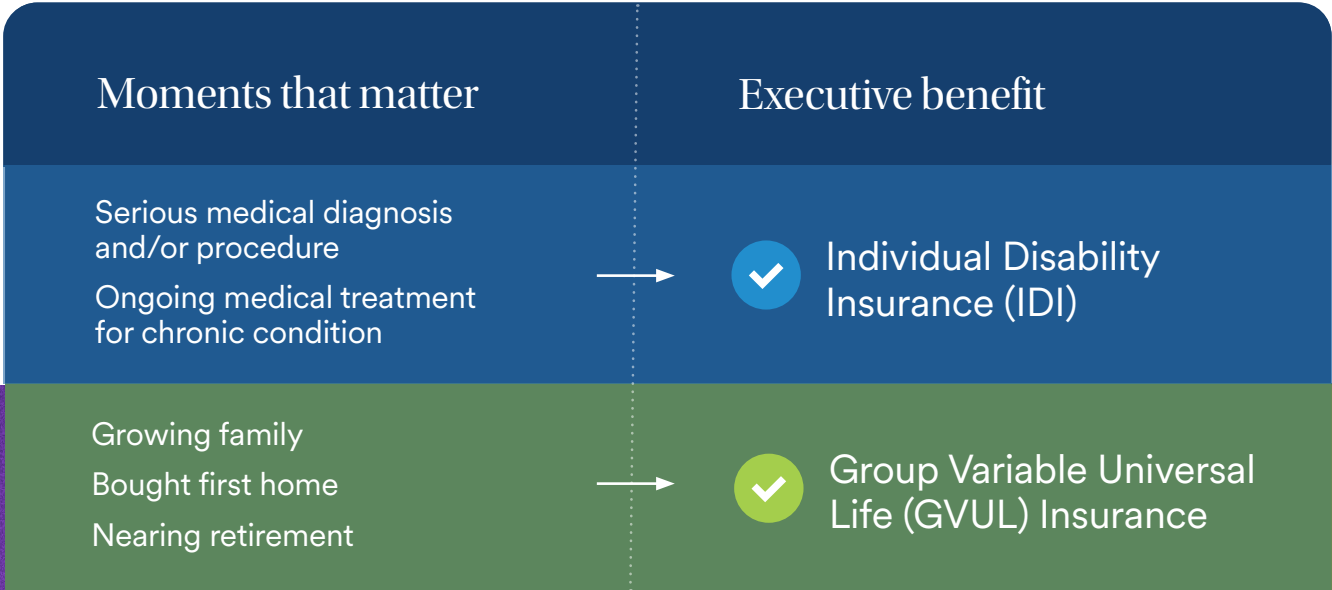 Moments that matter
Executive benefit
Serious medical diagnosis
and/or procedure
Ongoing medical treatment
for chronic condition
Individual Disability
Insurance (IDI)
Growing family
Bought first home
Nearing retirement
Group Variable Universal
Life (GVUL) Insurance